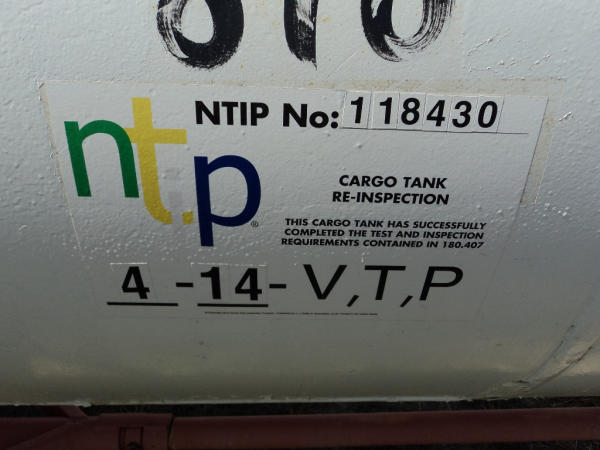 NTIP No: 118430
nt.p®
CARGO TANK
RE-INSPECTION
THIS CARGO TANK HAS SUCCESSFULLY
COMPLETED THE TEST AND INSPECTION
REQUIREMENTS CONTAINED IN 180.407
4-14-V,T,P